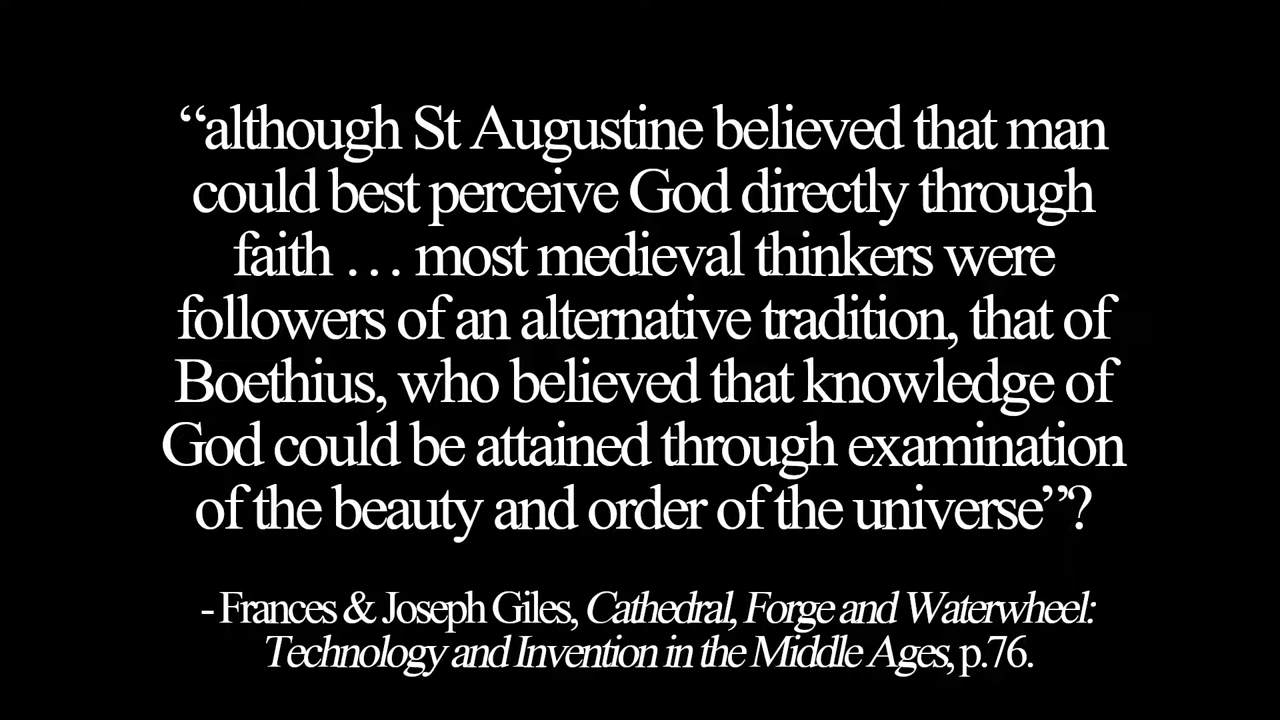 “although St Augustine believed that man
could best perceive God directly through
faith … most medieval thinkers were
followers of an alternative tradition, that of
Boethius, who believed that knowledge of
God could be attained through examination
of the beauty and order of the universe”?
- Frances & Joseph Giles, Cathedral, Forge and Waterwheel:
Technology and Invention in the Middle Ages, p.76.